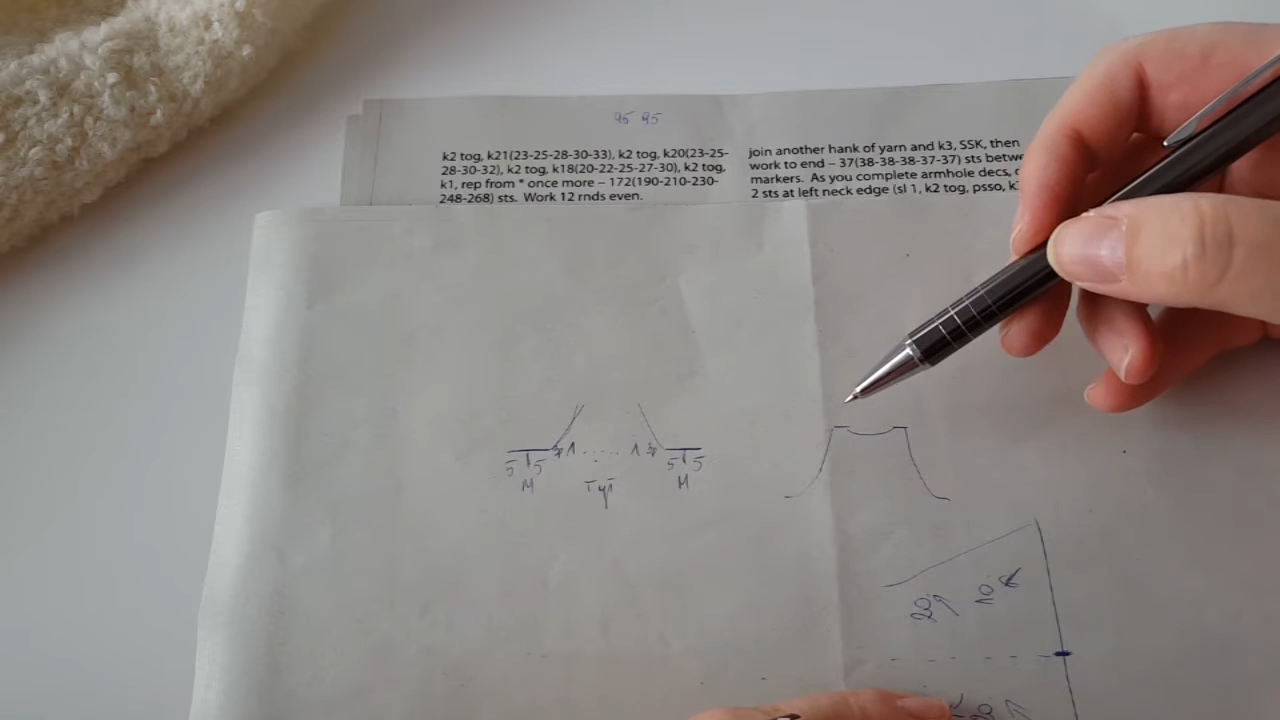 95 95
k2 tog, k21(23-25-28-30-33), k2 tog, k20(23-25-
28-30-32), k2 tog, k18(20-22-25-27-30), k2 tog,
k1, rep from * once more – 172(190-210-230-
248-268) sts. Work 12 rnds even.
join another hank of yarn and k3, SSK, then
work to end – 37(38-38-38-37-37) sts
markers. As you complete armhole decs,
2 sts at left neck edge (sl 1, k2 tog, psso,
5 5
M
5 5
M
20 10
20